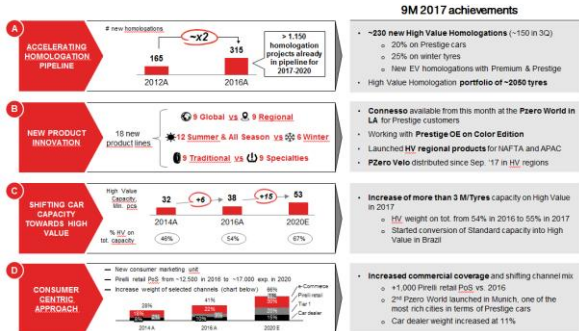 9M 2017 achievements
A
ACCELERATING
HOMOLOGATION
PIPELINE
# new homologations
~x2
165
315
2012A
2016A
> 1.150
homologation
projects already
in pipeline for
2017-2020
• ~230 new High Value Homologations (~150 in 3Q)
o 20% on Prestige cars
o 25% on winter tyres
o New EV homologations with Premium & Prestige
• High Value Homologation portfolio of ~2050 tyres
B
NEW PRODUCT
INNOVATION
18 new
product lines
9 Global vs 9 Regional
12 Summer & All Season vs 6 Winter
9 Traditional vs 9 Specialties
• Connesso available from this month at the Pzero World in
LA for Prestige customers
• Working with Prestige OE on Color Edition
• Launched HV regional products for NAFTA and APAC
• PZero Velo distributed since Sep. '17 in HV regions
C
SHIFTING CAR
CAPACITY
TOWARDS HIGH
VALUE
High Value
Capacity,
Mln. pcs
32
+6
38
+15
53
2014A
2016A
2020E
% HV on
tot. capacity
46%
54%
67%
• Increase of more than 3 M/Tyres capacity on High Value
in 2017
o HV weight on tot. from 54% in 2016 to 55% in 2017
o Started conversion of Standard capacity into High
Value in Brazil
D
CONSUMER
CENTRIC
APPROACH
— New consumer marketing unit
— Pirelli retail PoS from ~12.500 in 2016 to ~17.000 exp. in 2020
— Increase weight of selected channels (chart below)
e-Commerce
Pirelli retail
Tier 1
Car dealer
41%
2014A
2016A
2020E
• Increased commercial coverage and shifting channel mix
o +1,000 Pirelli retail PoS vs. 2016
o 2nd Pzero World launched in Munich, one of the
most rich cities in terms of Prestige cars
o Car dealer weight increased at 11%